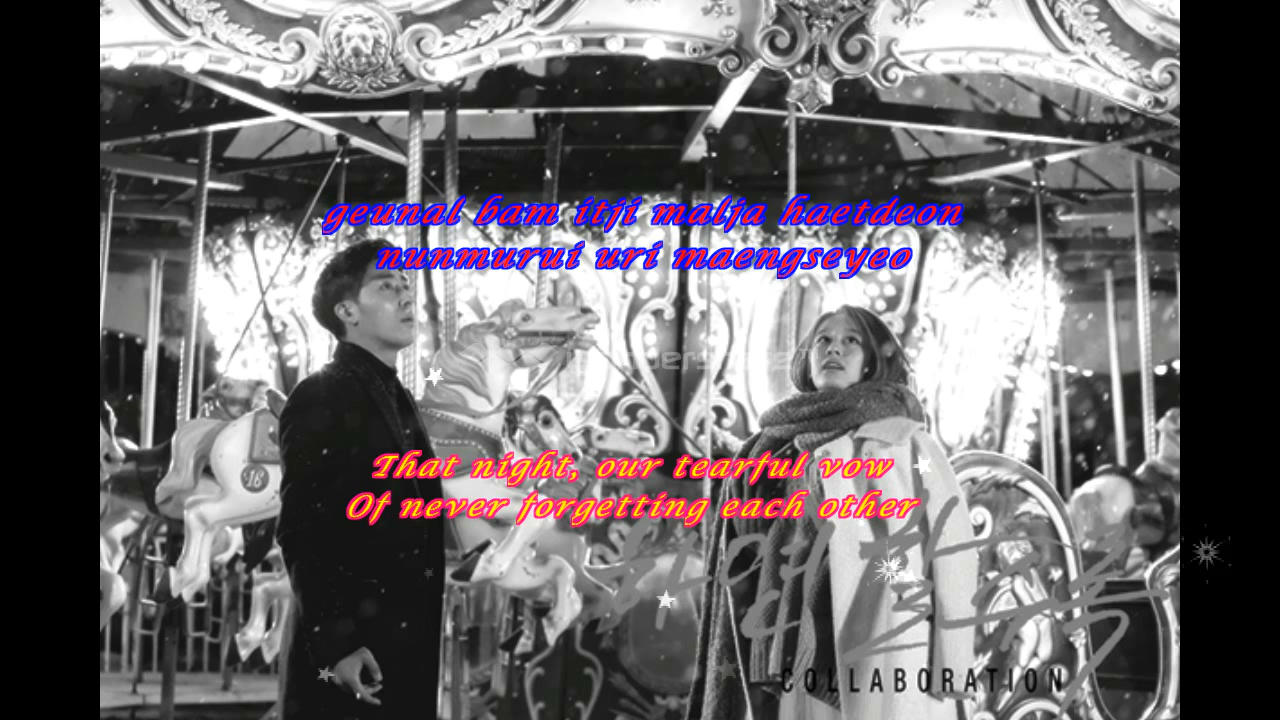 geunal bam itji malja haetdeon
nunmurui uri maengseyeo
That night, our tearful vow
Of never forgetting each other
COLLABORATION